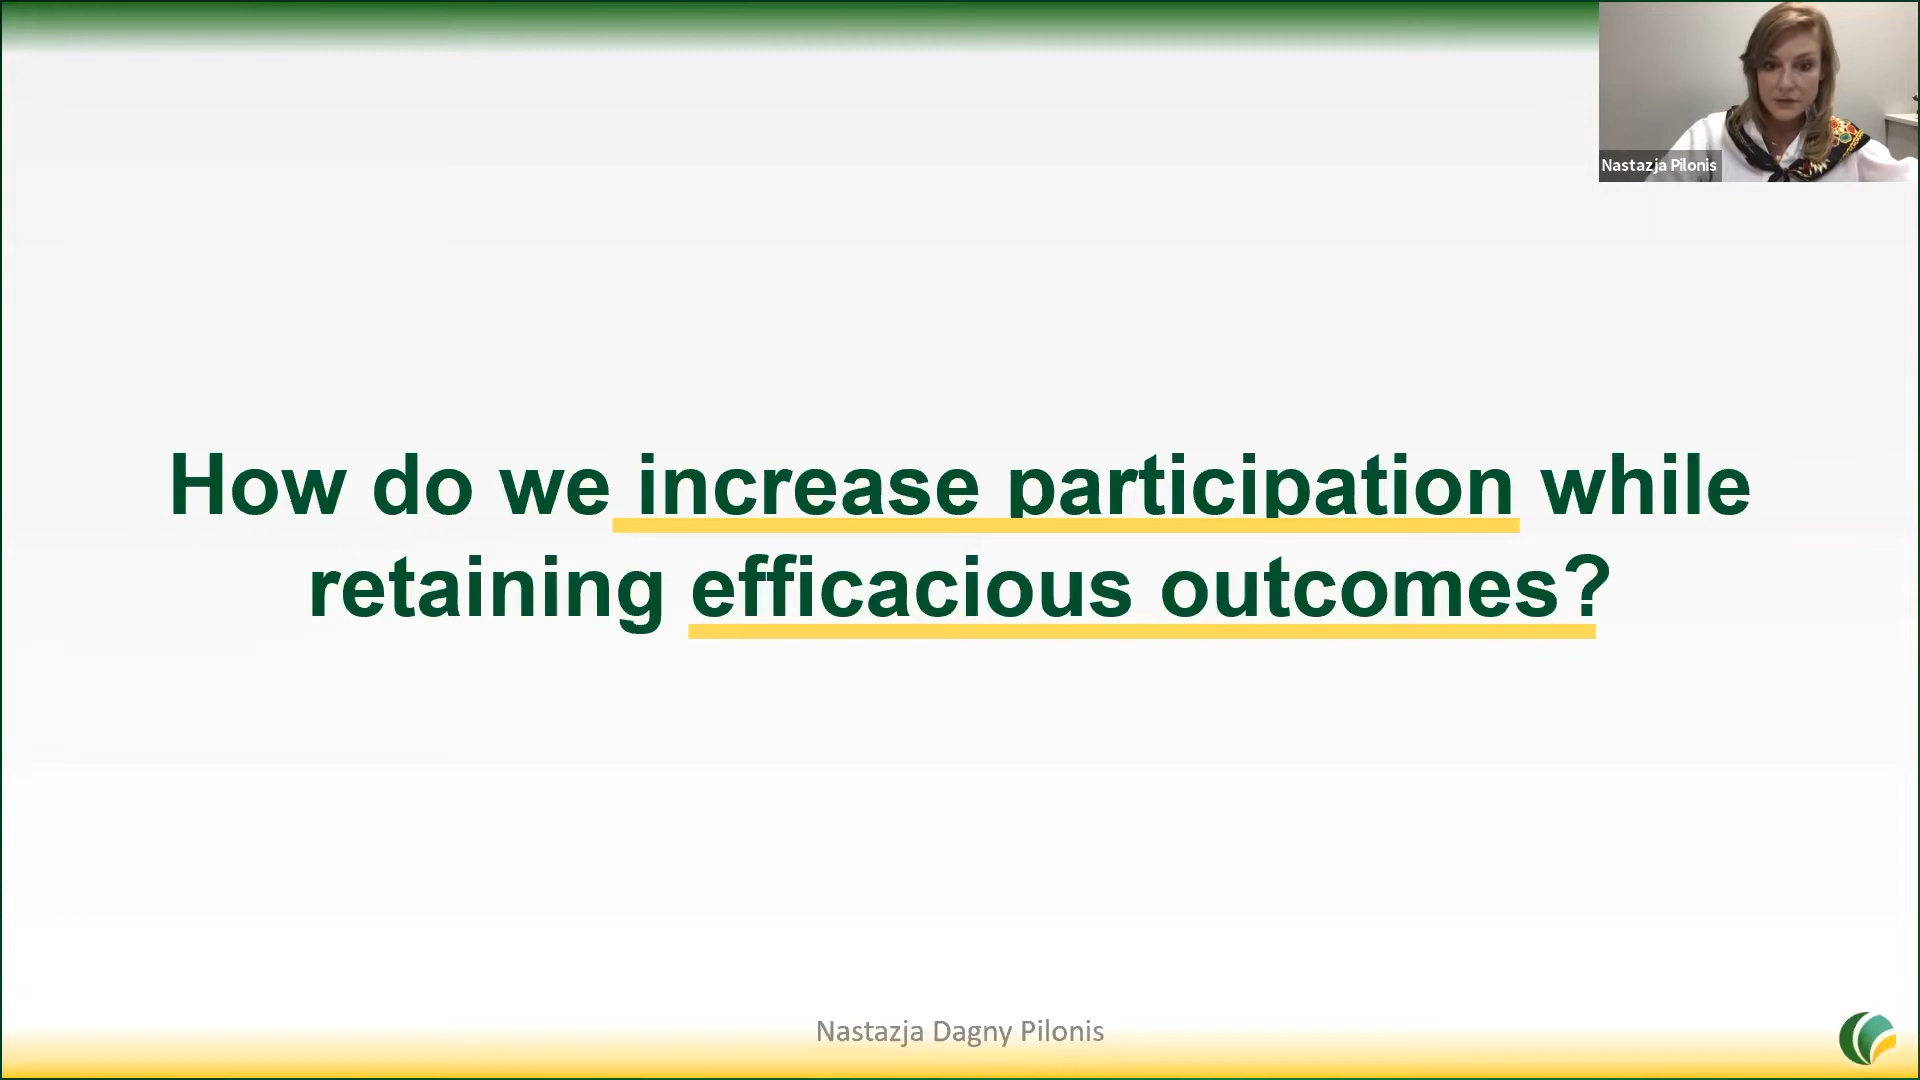 Nastazja Pilonis
How do we increase participation while
retaining efficacious outcomes?
Nastazja Dagny Pilonis